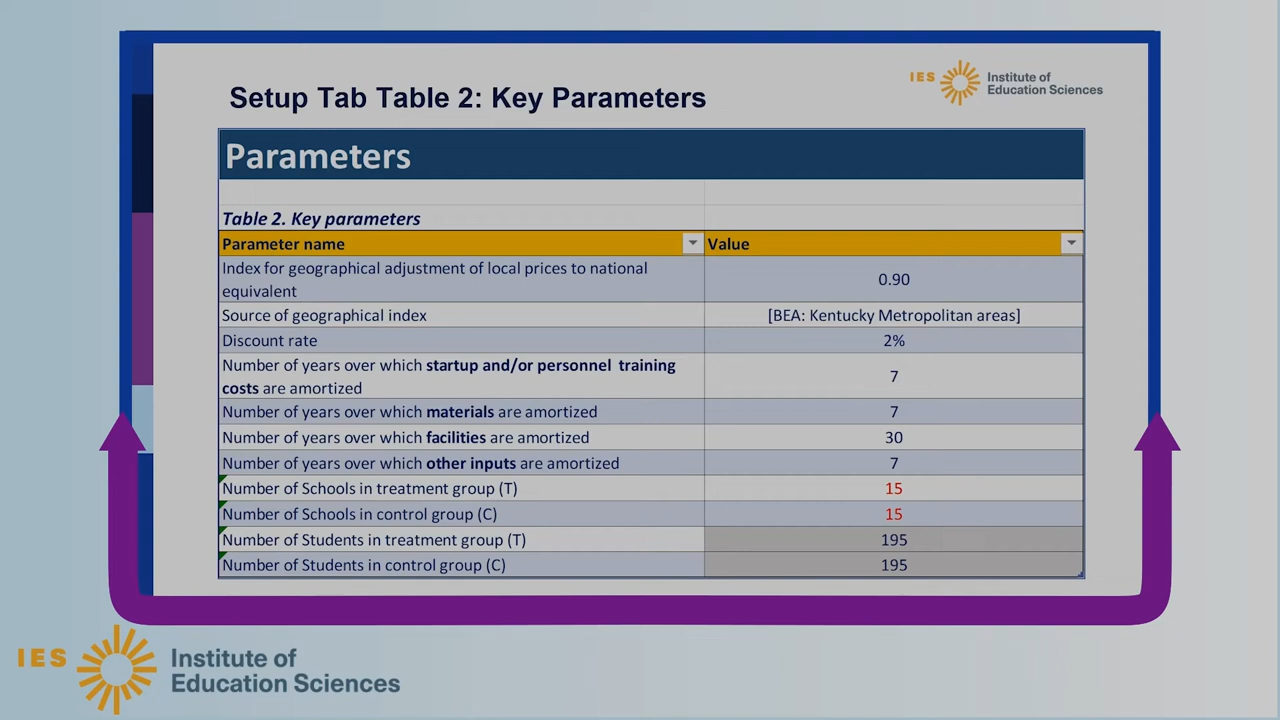 Setup Tab Table 2: Key Parameters
IES Institute of
Education Sciences
Parameters
Table 2. Key parameters
Parameter name Value
Index for geographical adjustment of local prices to national
equivalent 0.90
Source of geographical index [BEA: Kentucky Metropolitan areas]
Discount rate 2%
Number of years over which startup and/or personnel training
costs are amortized 7
Number of years over which materials are amortized 7
Number of years over which facilities are amortized 30
Number of years over which other inputs are amortized 7
Number of Schools in treatment group (T) 15
Number of Schools in control group (C) 15
Number of Students in treatment group (T) 195
Number of Students in control group (C) 195
IES Institute of
Education Sciences